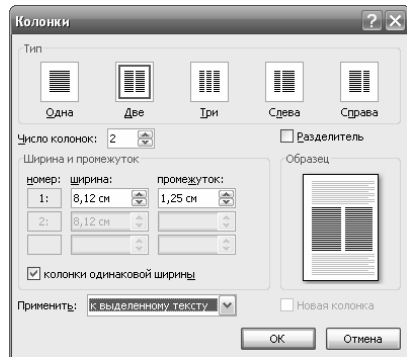 Колонки
Тип
Одна Две Три Слева Справа
Число колонок: 2
Разделитель
Ширина и промежуток
Образец
номер: ширина: промежуток:
1: 8,12 см 1,25 см
2: 8,12 см
колонки одинаковой ширины
Применить: к выделенному тексту
Новая колонка
ОК Отмена